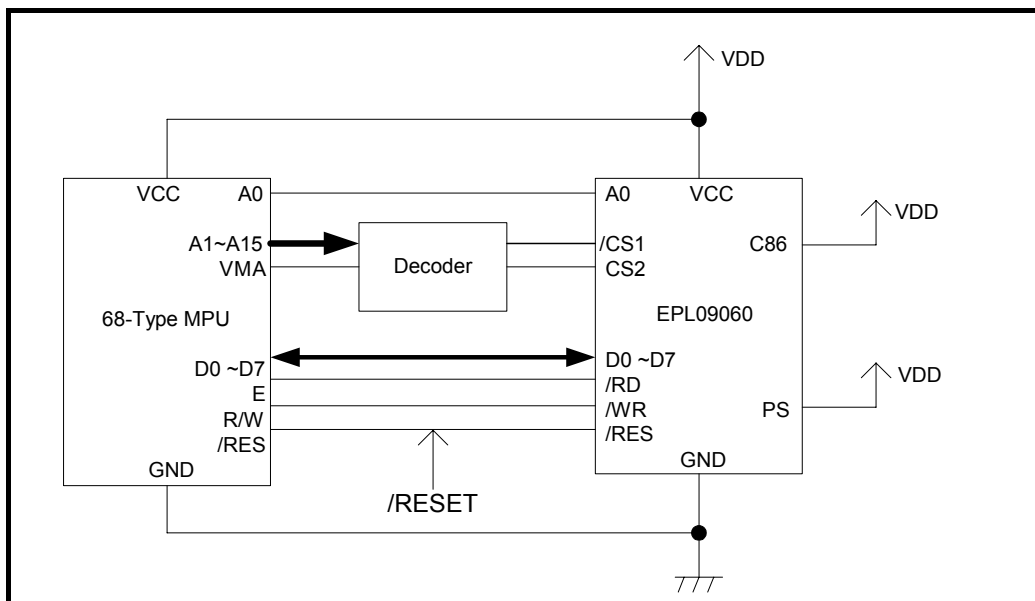 VDD
VCC
A0
A1~A15
VMA
68-Type MPU
D0 ~D7
E
R/W
/RES
GND
Decoder
/RESET
A0
VCC
/CS1
CS2
C86
VDD
EPL09060
D0 ~D7
/RD
/WR
/RES
PS
VDD
GND